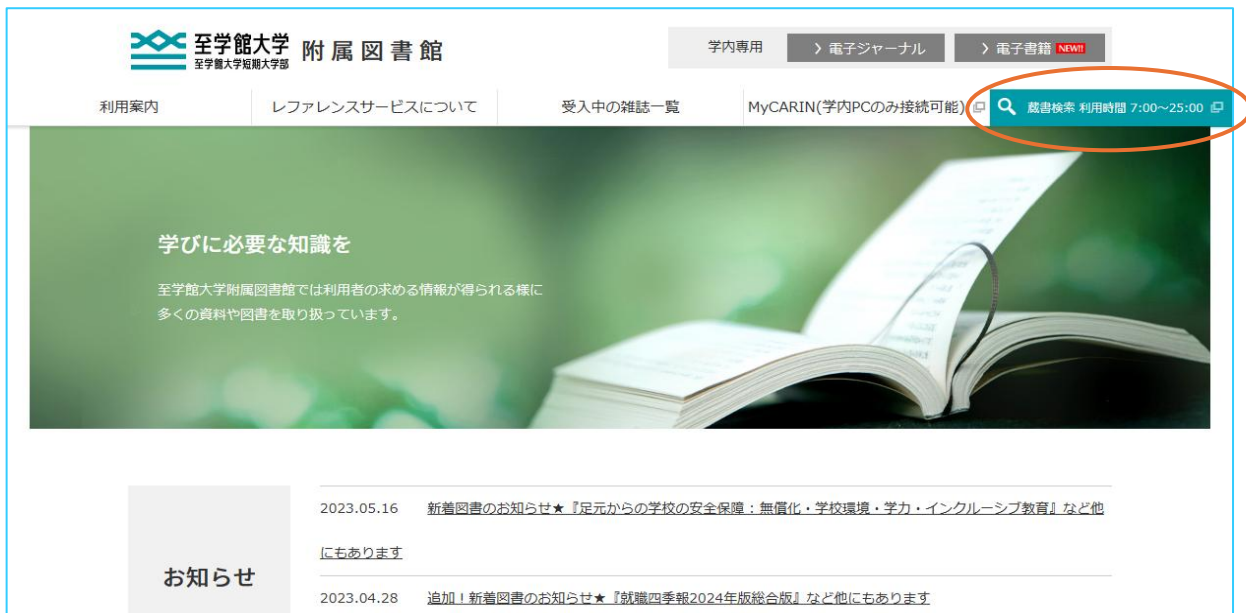 至学館大学
至学館大学短期大学部
附属図書館
学内専用
電子ジャーナル
電子書籍 NEW!!
利用案内
レファレンスサービスについて
受入中の雑誌一覧
MyCARIN(学内PCのみ接続可能)
蔵書検索 利用時間 7:00～25:00
学びに必要な知識を
至学館大学附属図書館では利用者の求める情報が得られる様に
多くの資料や図書を取り扱っています。
お知らせ
2023.05.16 新着図書のお知らせ★『足元からの学校の安全保障：無償化・学校環境・学力・インクルーシブ教育』など他
にもあります
2023.04.28 追加！新着図書のお知らせ★『就職四季報2024年版総合版』など他にもあります